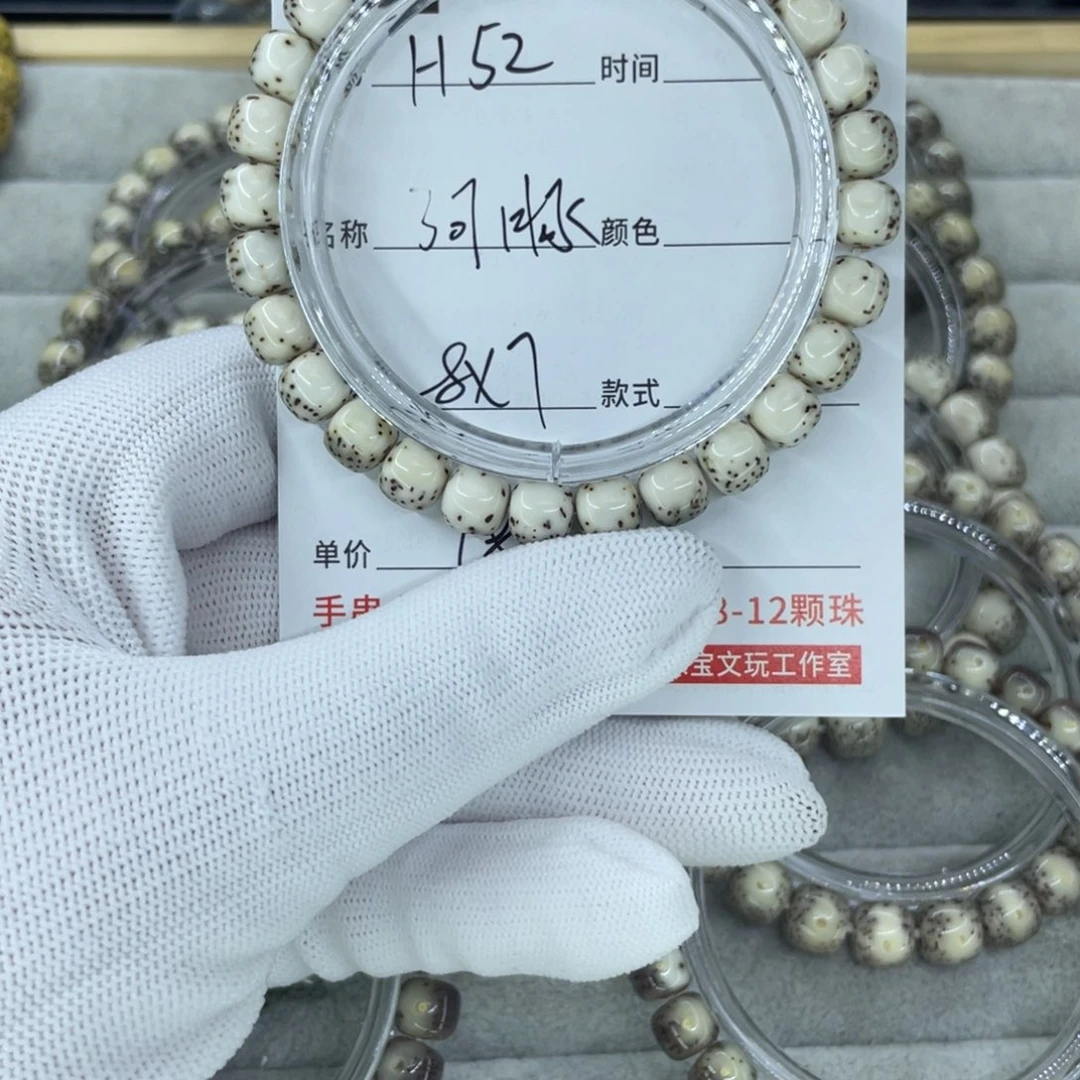 H52 时间
名称 颜色
8X7 款式
单价
手串 3-12颗珠
宝文玩工作室